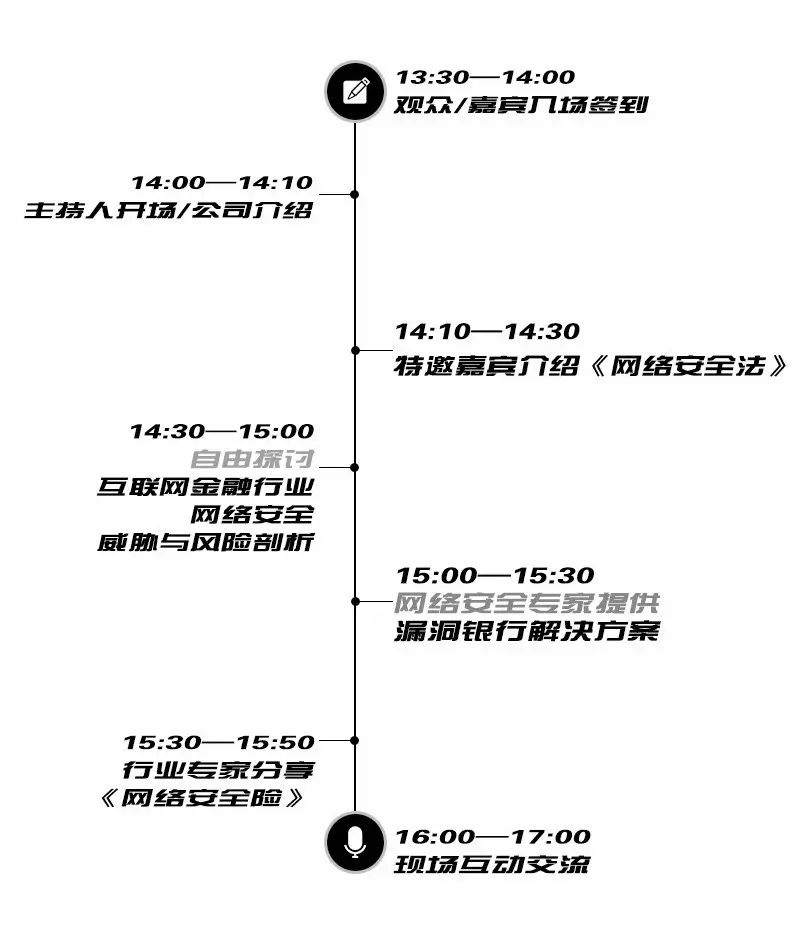 13:30—14:00
观众/嘉宾入场签到
14:00—14:10
主持人开场/公司介绍
14:10—14:30
特邀嘉宾介绍《网络安全法》
14:30—15:00
自由探讨
互联网金融行业
网络安全
威胁与风险剖析
15:00—15:30
网络安全专家提供
漏洞银行解决方案
15:30—15:50
行业专家分享
《网络安全险》
16:00—17:00
现场互动交流